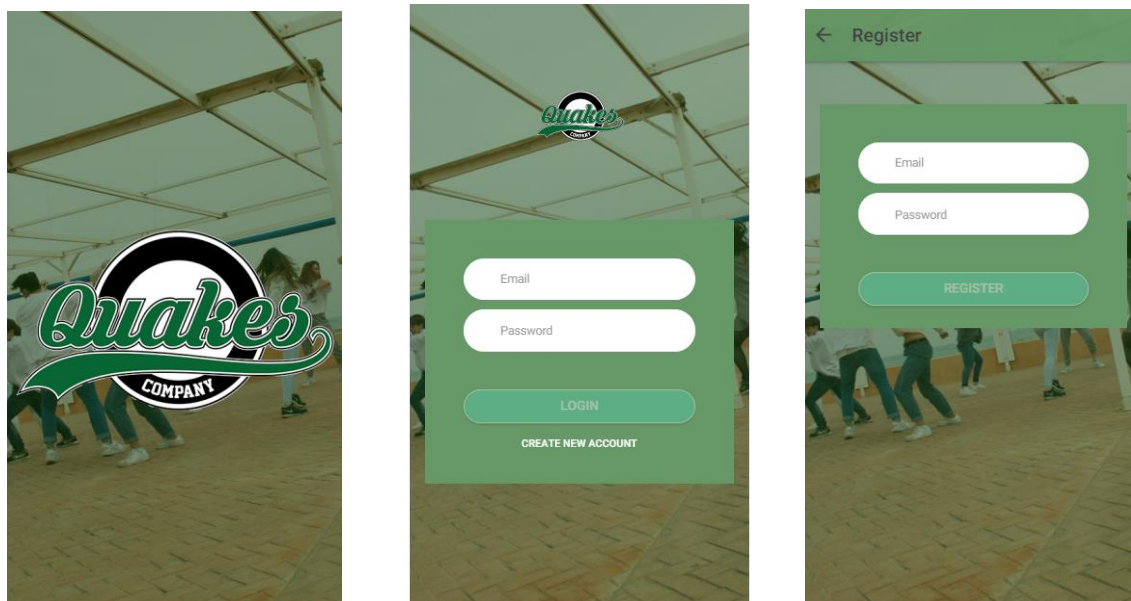 Quakes
COMPANY
Quakes
COMPANY
Email
Password
LOGIN
CREATE NEW ACCOUNT
Register
Email
Password
REGISTER